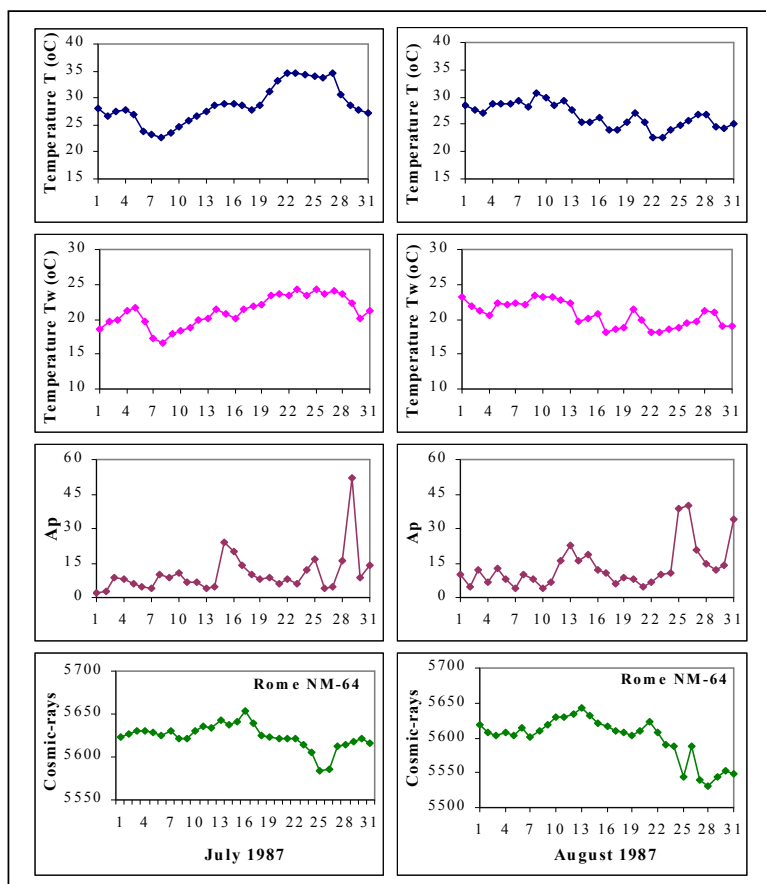 Temperature T (oC)
40
35
30
25
20
15
1 4 7 10 13 16 19 22 25 28 31
Temperature T (oC)
40
35
30
25
20
15
1 4 7 10 13 16 19 22 25 28 31
Temperature Tw (oC)
30
25
20
15
10
1 4 7 10 13 16 19 22 25 28 31
Temperature Tw (oC)
30
25
20
15
10
1 4 7 10 13 16 19 22 25 28 31
Ap
60
45
30
15
0
1 4 7 10 13 16 19 22 25 28 31
Ap
60
45
30
15
0
1 4 7 10 13 16 19 22 25 28 31
Rome NM-64
Cosmic-rays
5700
5650
5600
5550
1 4 7 10 13 16 19 22 25 28 31
July 1987
Rome NM-64
Cosmic-rays
5700
5650
5600
5550
5500
1 4 7 10 13 16 19 22 25 28 31
August 1987